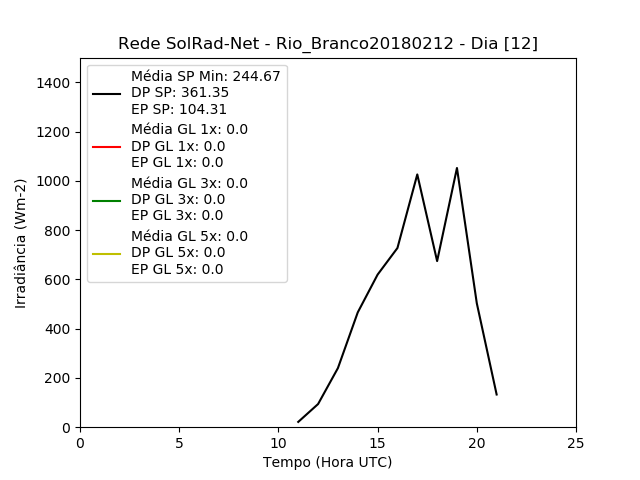 Rede SolRad-Net - Rio_Branco20180212 - Dia [12]
Média SP Min: 244.67
DP SP: 361.35
EP SP: 104.31
Média GL 1x: 0.0
DP GL 1x: 0.0
EP GL 1x: 0.0
Média GL 3x: 0.0
DP GL 3x: 0.0
EP GL 3x: 0.0
Média GL 5x: 0.0
DP GL 5x: 0.0
EP GL 5x: 0.0
Irradiância (Wm-2)
1400
1200
1000
800
600
400
200
0
0 5 10 15 20 25
Tempo (Hora UTC)